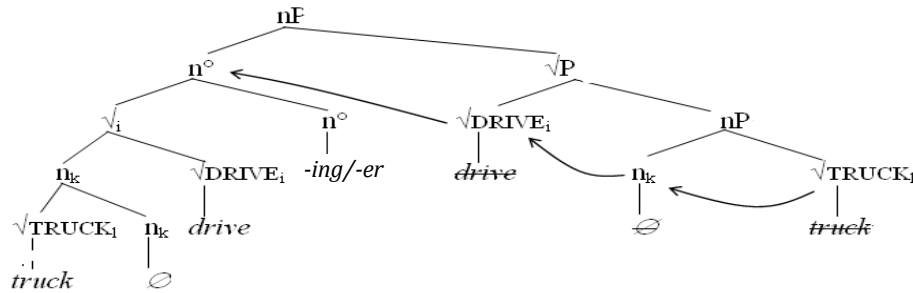 nP
n° √P
√i n° √DRIVEi nP
nk √DRIVEi -ing/-er drive nk √TRUCK1
√TRUCK1 nk drive ∅ truck
truck ∅